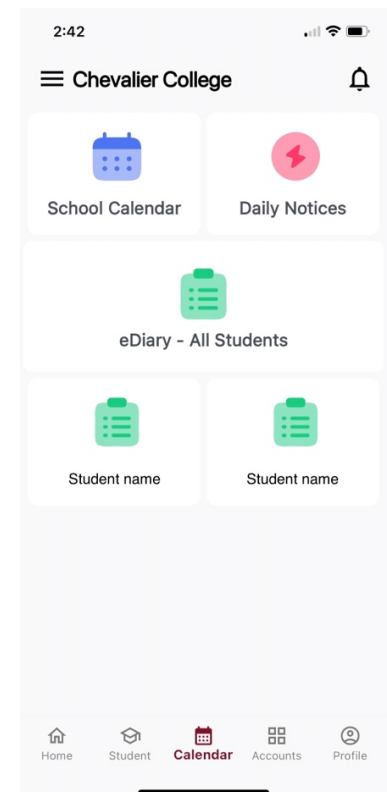 2:42
Chevalier College
School Calendar
Daily Notices
eDiary - All Students
Student name
Student name
Home
Student
Calendar
Accounts
Profile